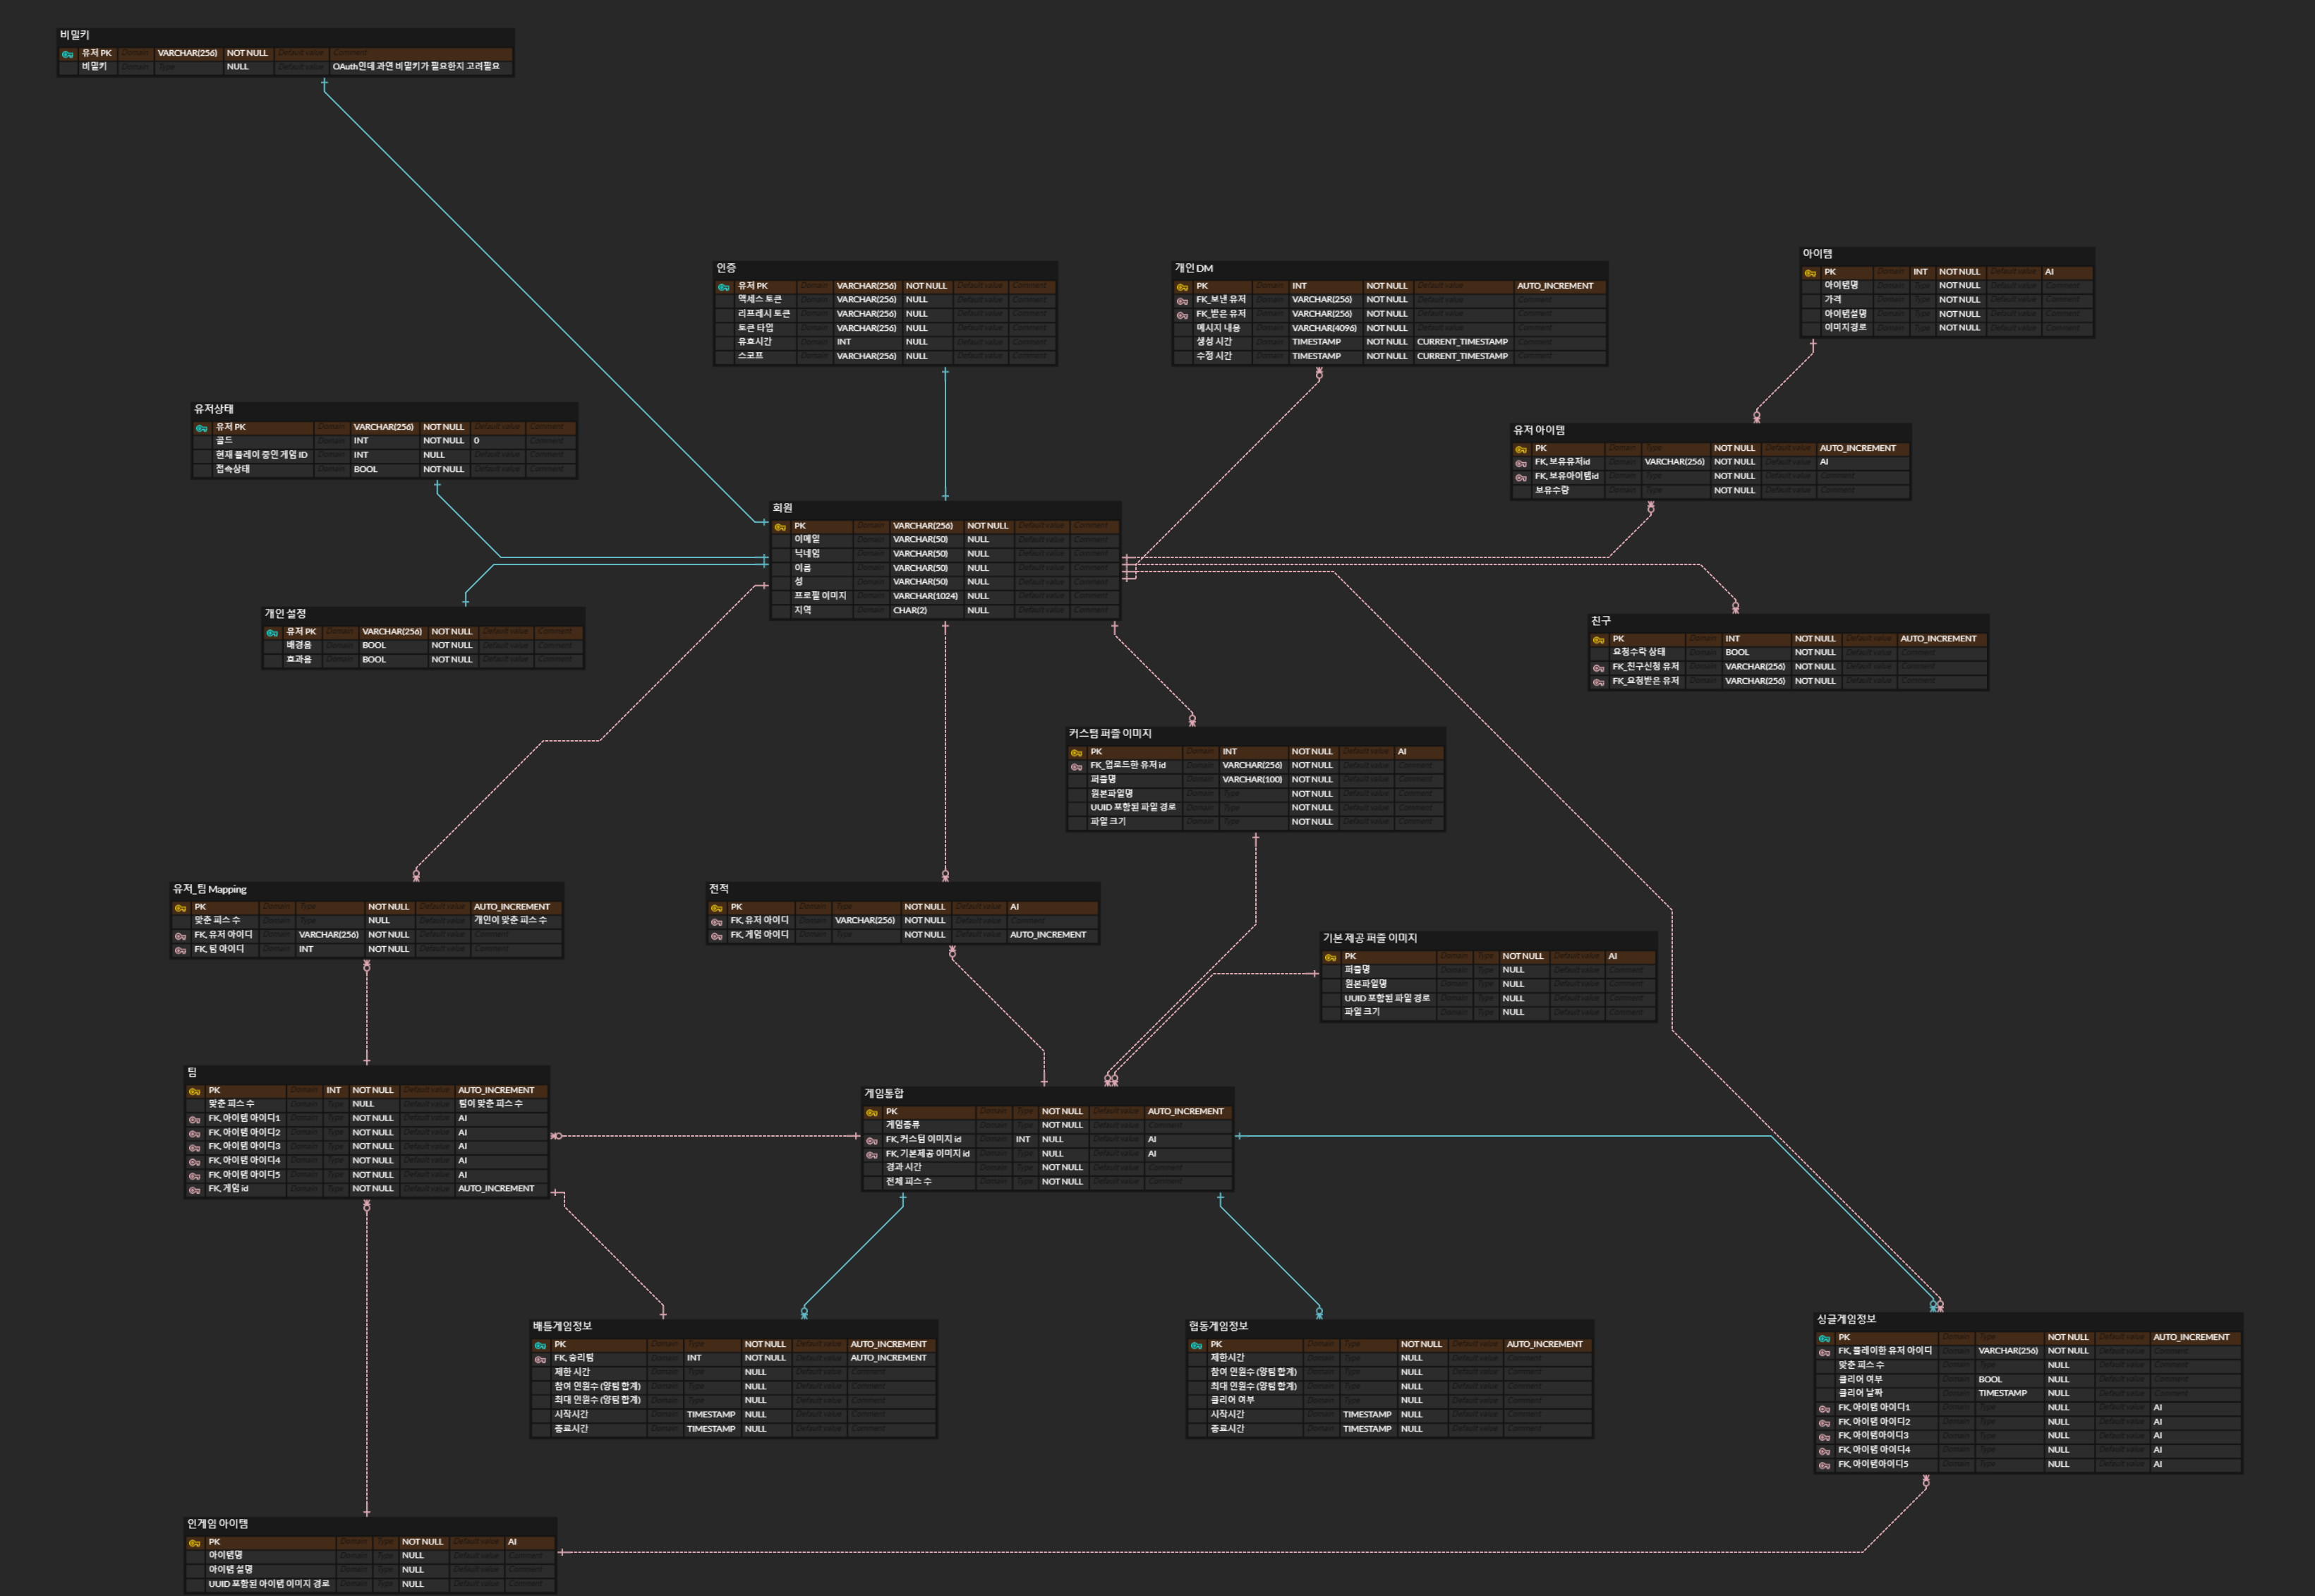 비밀키
유저 PK Domain VARCHAR(256) NOT NULL Default value Comment
비밀키 Domain Type NULL Default value OAuth인데 과연 비밀키가 필요한지 고려필요
인증
유저 PK Domain VARCHAR(256) NOT NULL Default value Comment
액세스 토큰 Domain VARCHAR(256) NULL Default value Comment
리프레시 토큰 Domain VARCHAR(256) NULL Default value Comment
토큰 타입 Domain VARCHAR(256) NULL Default value Comment
유효시간 Domain INT NULL Default value Comment
스코프 Domain VARCHAR(256) NULL Default value Comment
개인 DM
PK Domain INT NOT NULL Default value AUTO_INCREMENT
FK_보낸 유저 Domain VARCHAR(256) NOT NULL Default value Comment
FK_받은 유저 Domain VARCHAR(256) NOT NULL Default value Comment
메시지 내용 Domain VARCHAR(4096) NOT NULL Default value Comment
생성 시간 Domain TIMESTAMP NOT NULL CURRENT_TIMESTAMP Comment
수정 시간 Domain TIMESTAMP NOT NULL CURRENT_TIMESTAMP Comment
아이템
PK Domain INT NOT NULL Default value AI
아이템명 Domain Type NOT NULL Default value Comment
가격 Domain Type NOT NULL Default value Comment
아이템설명 Domain Type NOT NULL Default value Comment
이미지경로 Domain Type NOT NULL Default value Comment
유저상태
유저 PK Domain VARCHAR(256) NOT NULL Default value Comment
골드 Domain INT NOT NULL 0 Comment
현재 플레이 중인 게임 ID Domain INT NULL Default value Comment
접속상태 Domain BOOL NOT NULL Default value Comment
유저 아이템
PK Domain Type NOT NULL Default value AUTO_INCREMENT
FK, 보유유저id Domain VARCHAR(256) NOT NULL Default value AI
FK, 보유아이템id Domain Type NOT NULL Default value Comment
보유수량 Domain Type NOT NULL Default value Comment
회원
PK Domain VARCHAR(256) NOT NULL Default value Comment
이메일 Domain VARCHAR(50) NULL Default value Comment
닉네임 Domain VARCHAR(50) NULL Default value Comment
이름 Domain VARCHAR(50) NULL Default value Comment
성 Domain VARCHAR(50) NULL Default value Comment
프로필 이미지 Domain VARCHAR(1024) NULL Default value Comment
지역 Domain CHAR(2) NULL Default value Comment
개인 설정
유저 PK Domain VARCHAR(256) NOT NULL Default value Comment
배경음 Domain BOOL NOT NULL Default value Comment
효과음 Domain BOOL NOT NULL Default value Comment
친구
PK Domain INT NOT NULL Default value AUTO_INCREMENT
요청수락 상태 Domain BOOL NOT NULL Default value Comment
FK_친구신청 유저 Domain VARCHAR(256) NOT NULL Default value Comment
FK_요청받은 유저 Domain VARCHAR(256) NOT NULL Default value Comment
커스텀 퍼즐 이미지
PK Domain INT NOT NULL Default value AI
FK_업로드한 유저 id Domain VARCHAR(256) NOT NULL Default value Comment
퍼즐명 Domain VARCHAR(100) NOT NULL Default value Comment
원본파일명 Domain Type NOT NULL Default value Comment
UUID 포함된 파일 경로 Domain Type NOT NULL Default value Comment
파일 크기 Domain Type NOT NULL Default value Comment
유저_팀 Mapping
PK Domain Type NOT NULL Default value AUTO_INCREMENT
맞춘 피스 수 Domain Type NULL Default value 개인이 맞춘 피스 수
FK, 유저 아이디 Domain VARCHAR(256) NOT NULL Default value Comment
FK, 팀 아이디 Domain INT NOT NULL Default value Comment
전적
PK Domain Type NOT NULL Default value AI
FK, 유저 아이디 Domain VARCHAR(256) NOT NULL Default value Comment
FK, 게임 아이디 Domain Type NOT NULL Default value AUTO_INCREMENT
기본 제공 퍼즐 이미지
PK Domain Type NOT NULL Default value AI
퍼즐명 Domain Type NULL Default value Comment
원본파일명 Domain Type NULL Default value Comment
UUID 포함된 파일 경로 Domain Type NULL Default value Comment
파일 크기 Domain Type NULL Default value Comment
팀
PK Domain INT NOT NULL Default value AUTO_INCREMENT
맞춘 피스 수 Domain Type NULL Default value 팀이 맞춘 피스 수
FK, 아이템 아이디1 Domain Type NOT NULL Default value AI
FK, 아이템 아이디2 Domain Type NOT NULL Default value AI
FK, 아이템 아이디3 Domain Type NOT NULL Default value AI
FK, 아이템 아이디4 Domain Type NOT NULL Default value AI
FK, 아이템 아이디5 Domain Type NOT NULL Default value AI
FK, 게임 id Domain Type NOT NULL Default value AUTO_INCREMENT
게임통합
PK Domain Type NOT NULL Default value AUTO_INCREMENT
게임종류 Domain Type NOT NULL Default value Comment
FK, 커스텀 이미지 id Domain INT NULL Default value AI
FK, 기본제공 이미지 id Domain Type NULL Default value AI
경과 시간 Domain Type NOT NULL Default value Comment
전체 피스 수 Domain Type NOT NULL Default value Comment
배틀게임정보
PK Domain Type NOT NULL Default value AUTO_INCREMENT
FK, 승리팀 Domain INT NOT NULL Default value AUTO_INCREMENT
제한 시간 Domain Type NULL Default value Comment
참여 인원수 (양팀 합계) Domain Type NULL Default value Comment
최대 인원수 (양팀 합계) Domain Type NULL Default value Comment
시작시간 Domain TIMESTAMP NULL Default value Comment
종료시간 Domain TIMESTAMP NULL Default value Comment
협동게임정보
PK Domain Type NOT NULL Default value AUTO_INCREMENT
제한시간 Domain Type NULL Default value Comment
참여 인원수 (양팀 합계) Domain Type NULL Default value Comment
최대 인원수 (양팀 합계) Domain Type NULL Default value Comment
클리어 여부 Domain Type NULL Default value Comment
시작시간 Domain TIMESTAMP NULL Default value Comment
종료시간 Domain TIMESTAMP NULL Default value Comment
싱글게임정보
PK Domain Type NOT NULL Default value AUTO_INCREMENT
FK, 플레이한 유저 아이디 Domain VARCHAR(256) NOT NULL Default value Comment
맞춘 피스 수 Domain Type NULL Default value Comment
클리어 여부 Domain BOOL NULL Default value Comment
클리어 날짜 Domain TIMESTAMP NULL Default value Comment
FK, 아이템 아이디1 Domain Type NULL Default value AI
FK, 아이템 아이디2 Domain Type NULL Default value AI
FK, 아이템아이디3 Domain Type NULL Default value AI
FK, 아이템 아이디4 Domain Type NULL Default value AI
FK, 아이템아이디5 Domain Type NULL Default value AI
인게임 아이템
PK Domain Type NOT NULL Default value AI
아이템명 Domain Type NULL Default value Comment
아이템 설명 Domain Type NULL Default value Comment
UUID 포함된 아이템 이미지 경로 Domain Type NULL Default value Comment